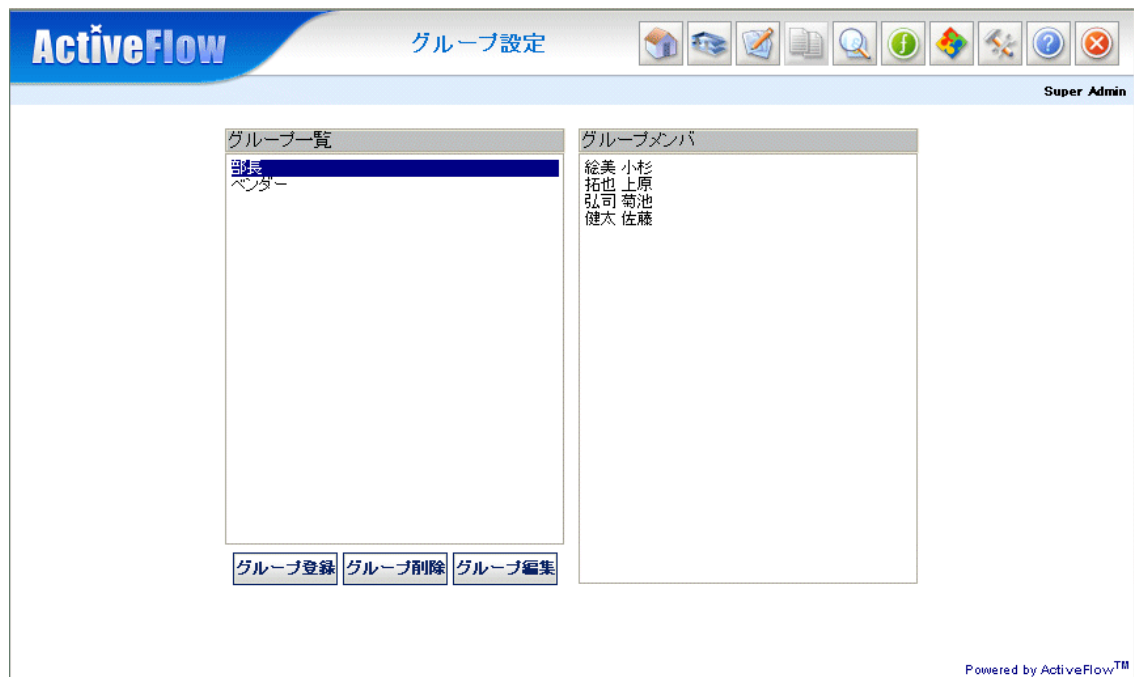 ActiveFlow
グループ設定
Super Admin
グループ一覧
部長
ベンダー
グループメンバ
絵美 小杉
拓也 上原
弘司 菊池
健太 佐藤
グループ登録 グループ削除 グループ編集
Powered by ActiveFlow™